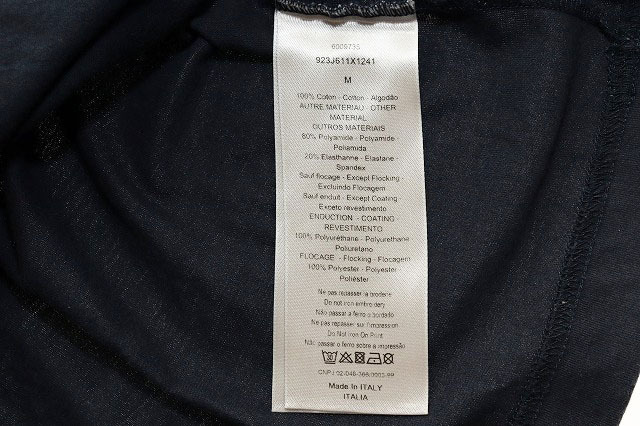 6009733
923J611X1241
M
100% Coton - Cotton - Algodão
AUTRE MATERIAU - OTHER
MATERIAL
OUTROS MATERIAIS
80% Polyamide - Polyamide -
Poliamida
20% Elasthanne - Elastane -
Spandex
Sauf flocage - Except Flocking -
Excluindo Flocagem
Sauf enduit - Except Coating -
Exceto revestimento
ENDUCTION - COATING -
REVESTIMENTO
100% Polyuréthane - Polyurethane
Poliuretano
FLOCAGE - Flocking - Flocagem
100% Polyester - Polyester -
Poliéster
Ne pas repasser la broderie
Do not iron embroidery
Não passar a ferro o bordado
Ne pas repasser sur l'impression
Do Not Iron On Print
Não passar a ferro sobre a impressão
CNPJ
Made In ITALY
ITALIA